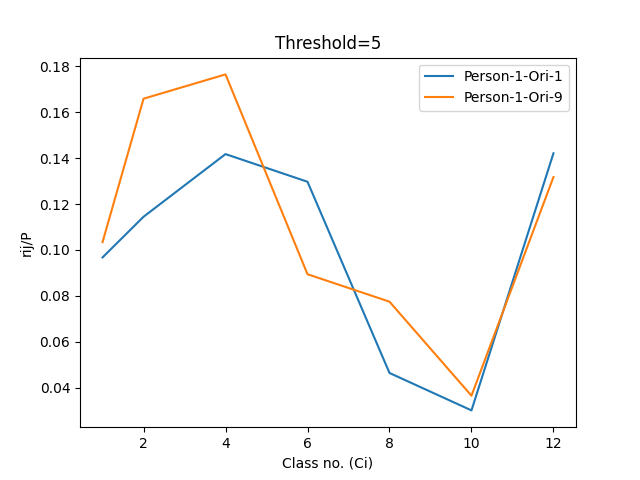 Threshold=5
Person-1-Ori-1
Person-1-Ori-9
rij/P
0.18
0.16
0.14
0.12
0.10
0.08
0.06
0.04
2 4 6 8 10 12
Class no. (Ci)